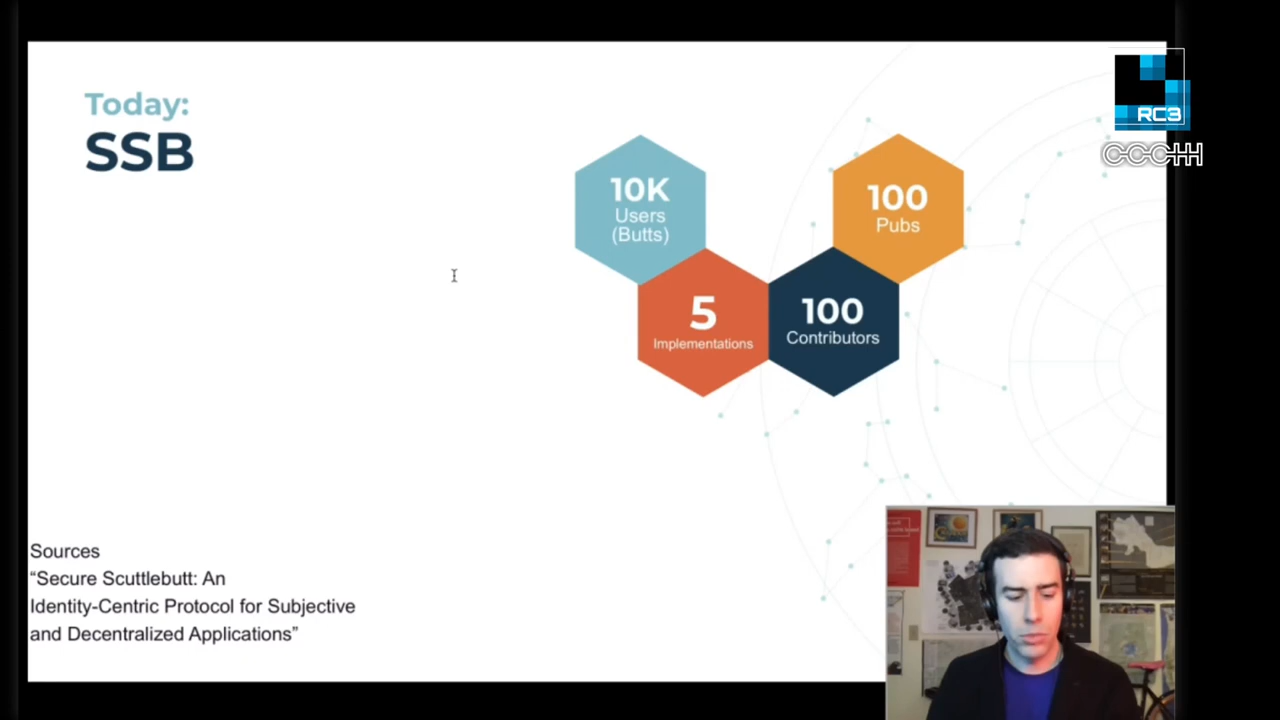 Today:
SSB
10K
Users
(Butts)
100
Pubs
5
Implementations
100
Contributors
Sources
“Secure Scuttlebutt: An
Identity-Centric Protocol for Subjective
and Decentralized Applications”
RC3
CCCHH